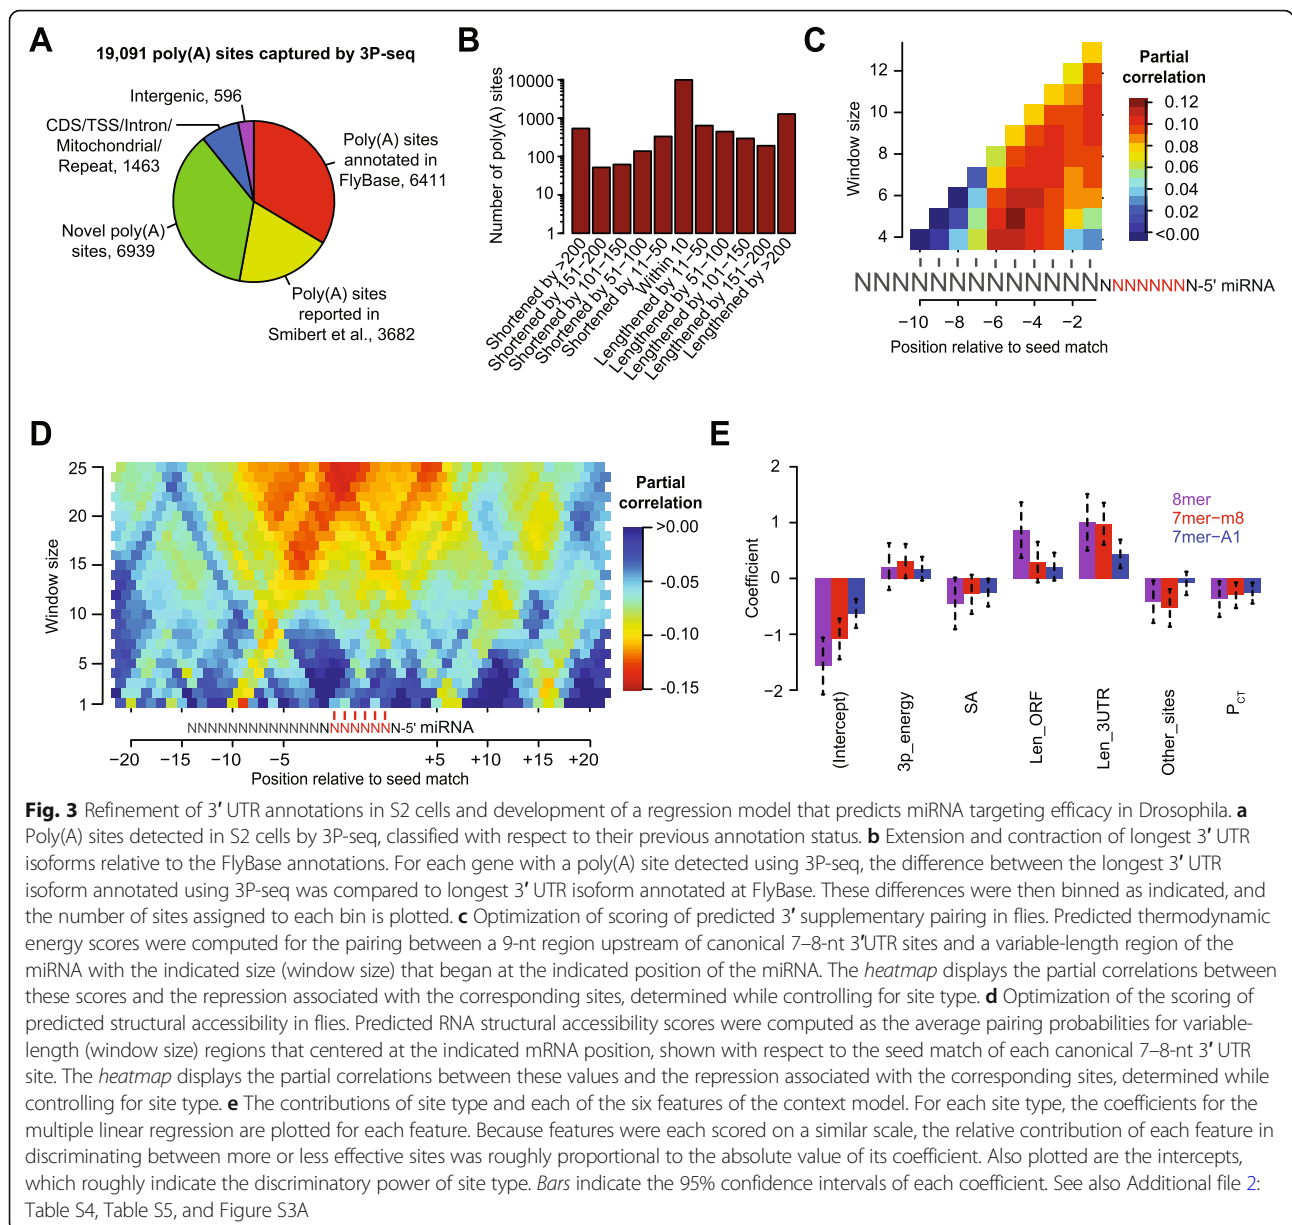 A
19,091 poly(A) sites captured by 3P-seq
Intergenic, 596
CDS/TSS/Intron/
Mitochondrial/
Repeat, 1463
Poly(A) sites
annotated in
FlyBase, 6411
Novel poly(A)
sites, 6939
Poly(A) sites
reported in
Smibert et al., 3682
B
Number of poly(A) sites
10000
1000
100
10
1
Shortened by >200
Shortened by 151–200
Shortened by 101–150
Shortened by 51–100
Shortened by 11–50
Within 10
Lengthened by 11–50
Lengthened by 51–100
Lengthened by 101–150
Lengthened by 151–200
Lengthened by >200
C
Window size
12
10
8
6
4
Partial
correlation
0.12
0.10
0.08
0.06
0.04
0.02
<0.00
NNNNNNNNNNNNNNNNNNNNN-5' miRNA
−10 −8 −6 −4 −2
Position relative to seed match
D
Window size
25
20
15
10
5
1
Partial
correlation
>0.00
−0.05
−0.10
−0.15
NNNNNNNNNNNNNNNNNNNNN-5' miRNA
−20 −15 −10 −5 +5 +10 +15 +20
Position relative to seed match
E
Coefficient
2
1
0
−1
−2
8mer
7mer−m8
7mer−A1
(Intercept)
3p_energy
SA
Len_ORF
Len_3UTR
Other_sites
PCT
Fig. 3 Refinement of 3′ UTR annotations in S2 cells and development of a regression model that predicts miRNA targeting efficacy in Drosophila. a
Poly(A) sites detected in S2 cells by 3P-seq, classified with respect to their previous annotation status. b Extension and contraction of longest 3′ UTR
isoforms relative to the FlyBase annotations. For each gene with a poly(A) site detected using 3P-seq, the difference between the longest 3′ UTR
isoform annotated using 3P-seq was compared to longest 3′ UTR isoform annotated at FlyBase. These differences were then binned as indicated, and
the number of sites assigned to each bin is plotted. c Optimization of scoring of predicted 3′ supplementary pairing in flies. Predicted thermodynamic
energy scores were computed for the pairing between a 9-nt region upstream of canonical 7–8-nt 3′UTR sites and a variable-length region of the
miRNA with the indicated size (window size) that began at the indicated position of the miRNA. The heatmap displays the partial correlations between
these scores and the repression associated with the corresponding sites, determined while controlling for site type. d Optimization of the scoring of
predicted structural accessibility in flies. Predicted RNA structural accessibility scores were computed as the average pairing probabilities for variable-
length (window size) regions that centered at the indicated mRNA position, shown with respect to the seed match of each canonical 7–8-nt 3′ UTR
site. The heatmap displays the partial correlations between these values and the repression associated with the corresponding sites, determined while
controlling for site type. e The contributions of site type and each of the six features of the context model. For each site type, the coefficients for the
multiple linear regression are plotted for each feature. Because features were each scored on a similar scale, the relative contribution of each feature in
discriminating between more or less effective sites was roughly proportional to the absolute value of its coefficient. Also plotted are the intercepts,
which roughly indicate the discriminatory power of site type. Bars indicate the 95% confidence intervals of each coefficient. See also Additional file 2:
Table S4, Table S5, and Figure S3A